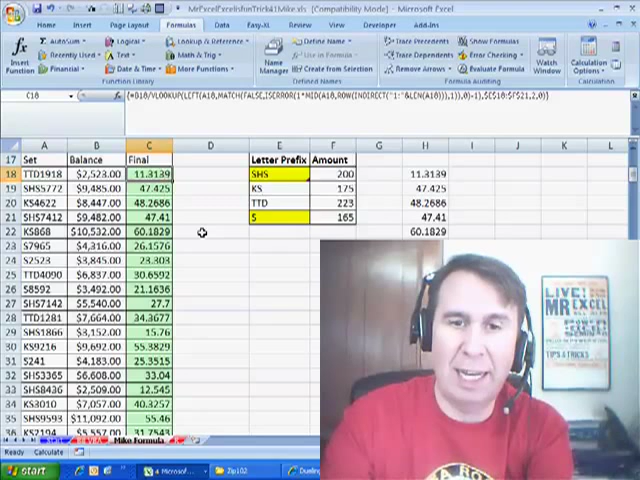 MrExcelExcelisfunTrick41Mike.xls [Compatibility Mode] - Microsoft Excel
Home Page Layout Formulas Data Easy-XL Review View Developer Add-Ins
fx Insert Function
AutoSum Logical Lookup & Reference
Recently Used Text Math & Trig
Financial Date & Time More Functions
Function Library
Name Manager
Define Name
Use in Formula
Create from Selection
Defined Names
Trace Precedents Show Formulas
Trace Dependents Error Checking
Remove Arrows Evaluate Formula
Formula Auditing
Watch Window
Calculation Options
Calculation
C18
A B C D E F G H I J K L
17 Set Balance Final Letter Prefix Amount
18 TTD1918 $2,523.00 11.3139 SHS 200 11.3139
19 SHS5772 $9,485.00 47.425 KS 175 47.425
20 KS4622 $8,447.00 48.2686 TTD 223 48.2686
21 SHS7412 $9,482.00 47.41 S 165 47.41
22 KS868 $10,532.00 60.1829 60.1829
23 S7965 $4,316.00 26.1576
24 S2523 $3,845.00 23.303
25 TTD4090 $6,837.00 30.6592
26 S8592 $3,492.00 21.1636
27 SHS7142 $5,540.00 27.7
28 TTD1281 $7,664.00 34.3677
29 SHS1866 $3,152.00 15.76
30 KS9216 $9,692.00 55.3829
31 S241 $4,183.00 25.3515
32 SHS3365 $6,608.00 33.04
33 SHS8436 $2,509.00 12.545
34 KS3010 $7,057.00 40.3257
35 SHS9593 $11,092.00 55.46
36 KS7194 $5,557.00 31.7543
Mike Formula
Ready Calculate
start
Microsoft...
Zip102
LIVE!
MR EXCEL
SEMINAR
TIPS & TRICKS